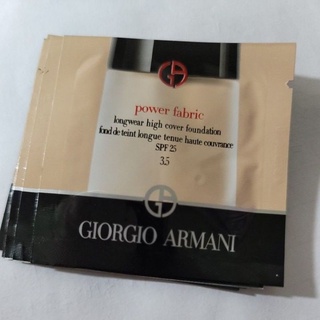 power fabric
longwear high cover foundation
fond de teint longue tenue haute couvrance
SPF 25
3.5
GIORGIO ARMANI